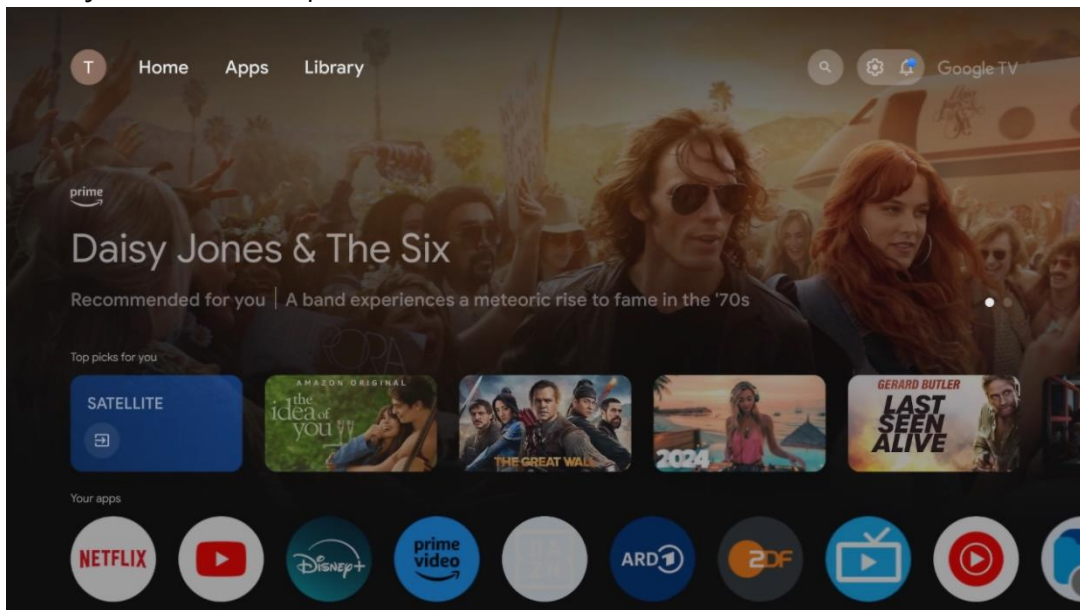 T Home Apps Library Google TV
prime
Daisy Jones & The Six
Recommended for you | A band experiences a meteoric rise to fame in the '70s
Top picks for you
SATELLITE
AMAZON ORIGINAL
the
idea of
you
THE GREAT WALL
2024
GERARD BUTLER
LAST
SEEN
ALIVE
Your apps
NETFLIX
Disney+
prime
video
ARD 1
ZDF